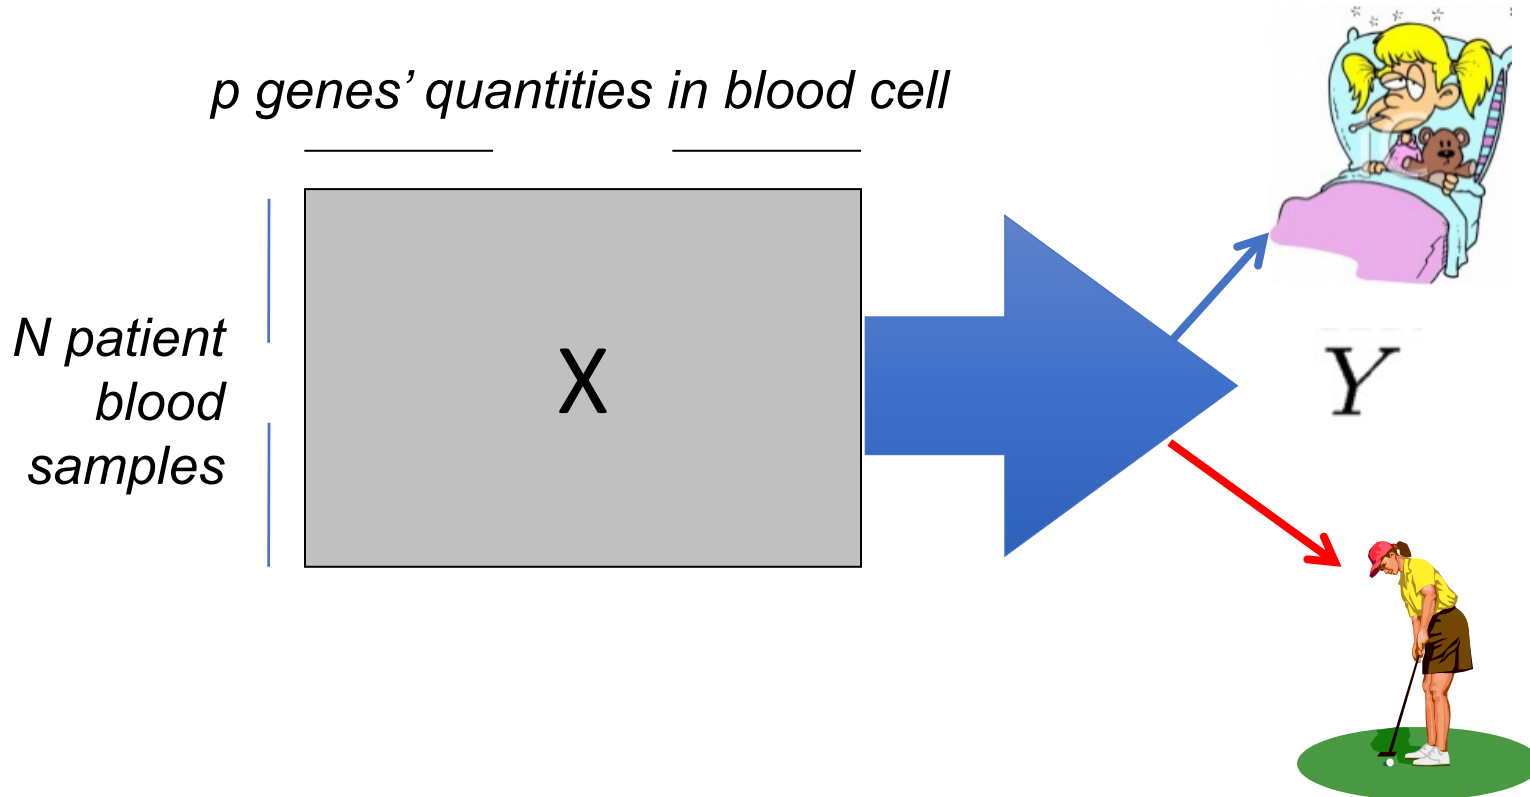 p genes’ quantities in blood cell
N patient
blood
samples
X
Y